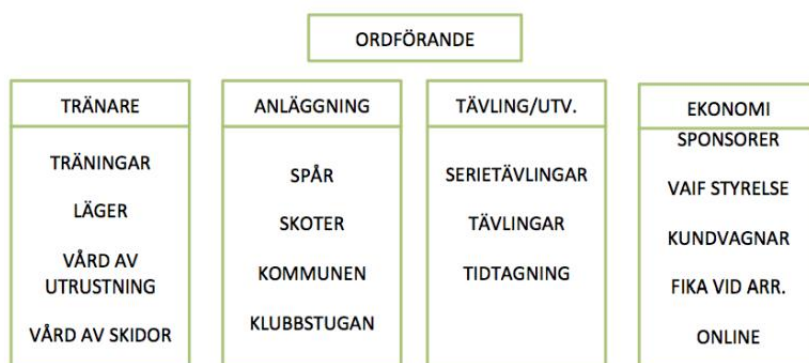 ORDFÖRANDE
TRÄNARE
TRÄNINGAR
LÄGER
VÅRD AV
UTRUSTNING
VÅRD AV SKIDOR
ANLÄGGNING
SPÅR
SKOTER
KOMMUNEN
KLUBBSTUGAN
TÄVLING/UTV.
SERIETÄVLINGAR
TÄVLINGAR
TIDTAGNING
EKONOMI
SPONSORER
VAIF STYRELSE
KUNDVAGNAR
FIKA VID ARR.
ONLINE